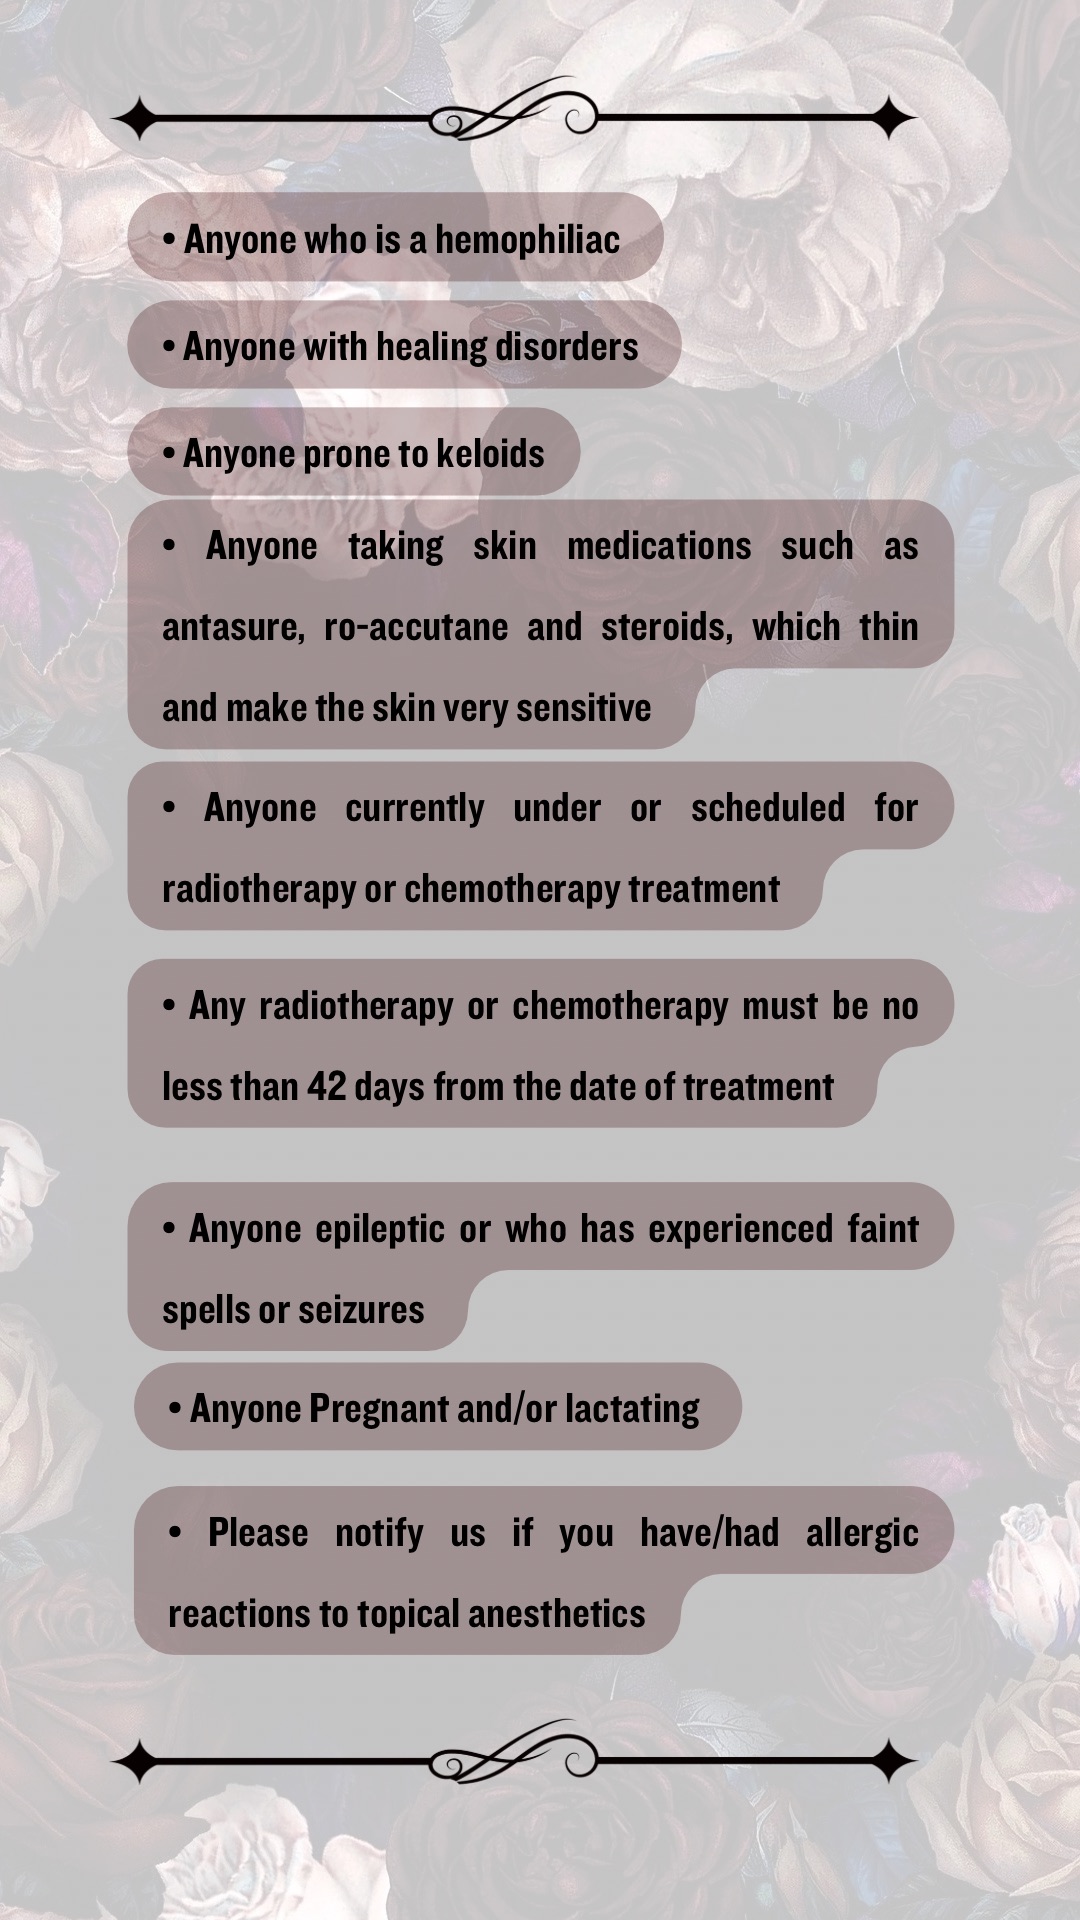 • Anyone who is a hemophiliac
• Anyone with healing disorders
• Anyone prone to keloids
• Anyone taking skin medications such as
antasure, ro-accutane and steroids, which thin
and make the skin very sensitive
• Anyone currently under or scheduled for
radiotherapy or chemotherapy treatment
• Any radiotherapy or chemotherapy must be no
less than 42 days from the date of treatment
• Anyone epileptic or who has experienced faint
spells or seizures
• Anyone Pregnant and/or lactating
• Please notify us if you have/had allergic
reactions to topical anesthetics